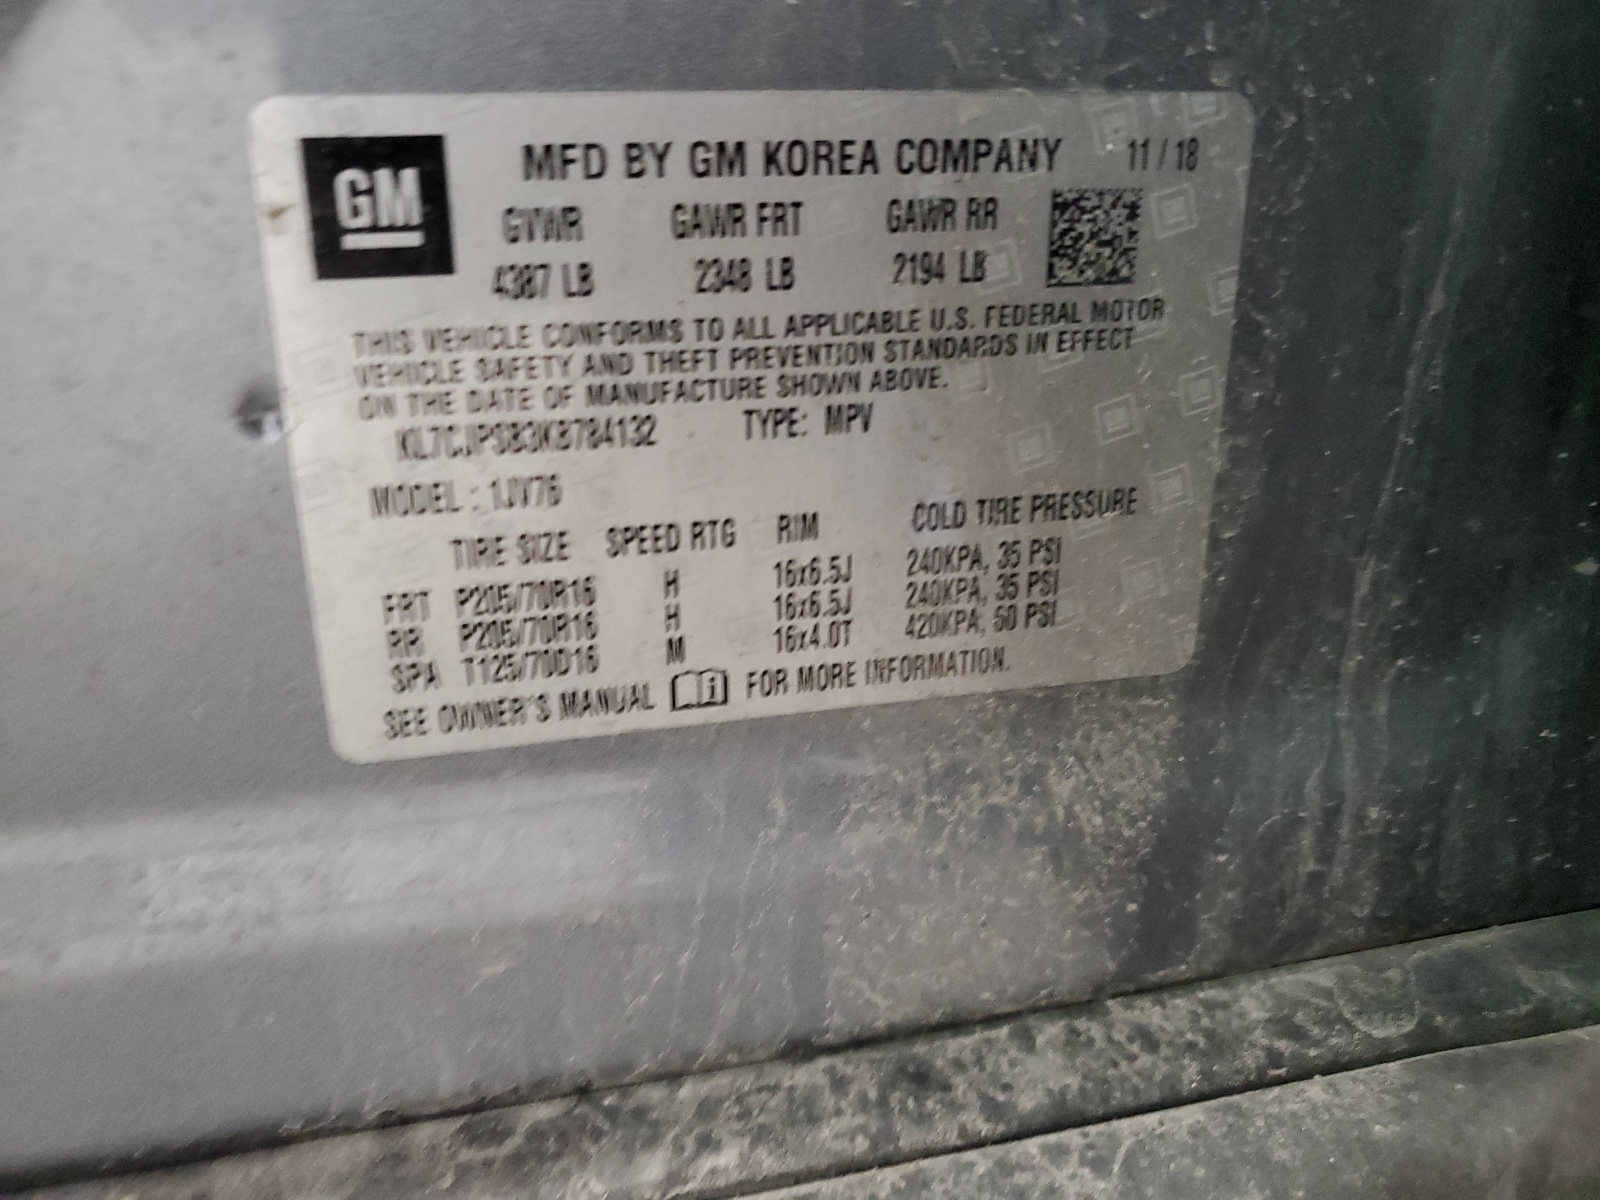 GM
MFD BY GM KOREA COMPANY 11 / 18
GVWR GAWR FRT GAWR RR
4387 LB 2348 LB 2194 LB
THIS VEHICLE CONFORMS TO ALL APPLICABLE U.S. FEDERAL MOTOR
VEHICLE SAFETY AND THEFT PREVENTION STANDARDS IN EFFECT
ON THE DATE OF MANUFACTURE SHOWN ABOVE.
KL7CJPSB3KB784132 TYPE: MPV
MODEL : 1JV76
TIRE SIZE SPEED RTG RIM COLD TIRE PRESSURE
FRT P205/70R16 H 16x6.5J 240KPA, 35 PSI
RR P205/70R16 H 16x6.5J 240KPA, 35 PSI
SPA T125/70D16 M 16x4.0T 420KPA, 60 PSI
SEE OWNER'S MANUAL i FOR MORE INFORMATION.